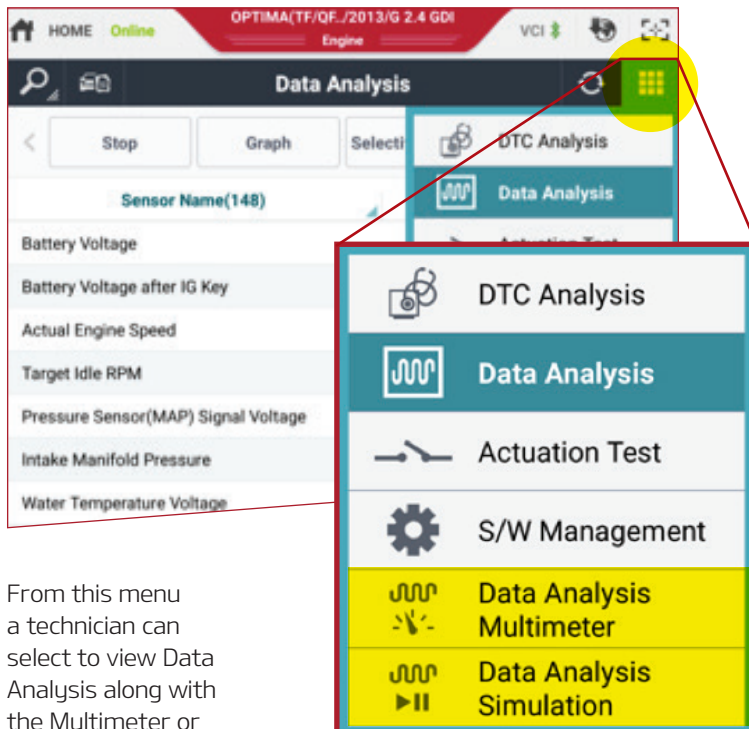 HOME Online
OPTIMA(TF/QF../2013/G 2.4 GDI
Engine
VCI
Data Analysis
Stop
Graph
Selecti
DTC Analysis
Sensor Name(148)
Data Analysis
Battery Voltage
Actuation Test
Battery Voltage after IG Key
Actual Engine Speed
Target Idle RPM
Pressure Sensor(MAP) Signal Voltage
Intake Manifold Pressure
Water Temperature Voltage
DTC Analysis
Data Analysis
Actuation Test
S/W Management
Data Analysis
Multimeter
Data Analysis
Simulation
From this menu
a technician can
select to view Data
Analysis along with
the Multimeter or